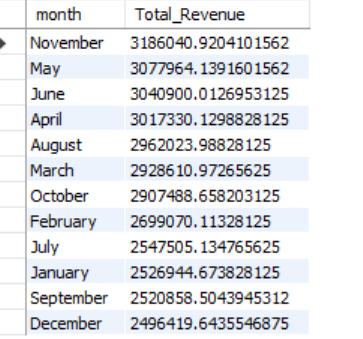 month Total_Revenue
November 3186040.9204101562
May 3077964.1391601562
June 3040900.0126953125
April 3017330.1298828125
August 2962023.98828125
March 2928610.97265625
October 2907488.658203125
February 2699070.11328125
July 2547505.134765625
January 2526944.673828125
September 2520858.5043945312
December 2496419.6435546875